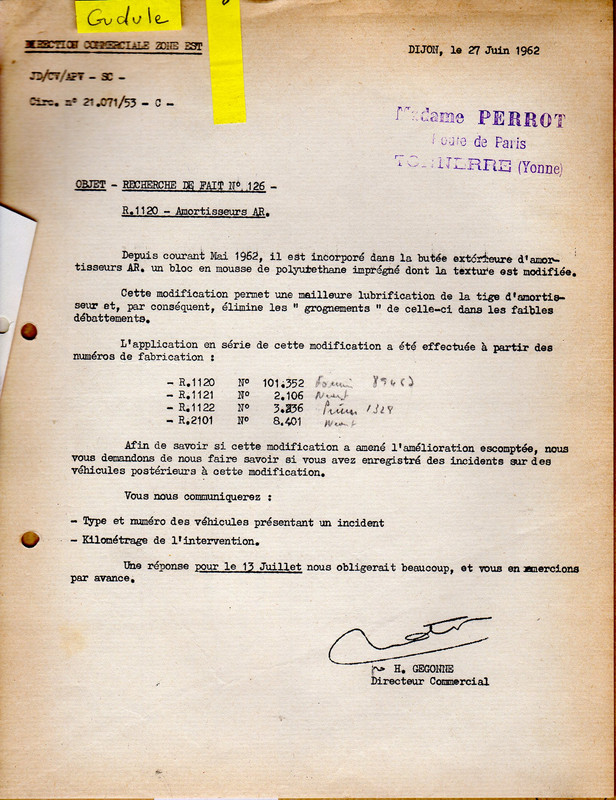 Gudule
DIRECTION COMMERCIALE ZONE EST
DIJON, le 27 Juin 1962
JD/CV/APV - SC -
Circ. n° 21.071/53 - C -
Madame PERROT
Route de Paris
TONNERRE (Yonne)
OBJET - RECHERCHE DE FAIT N° 126 -
R.1120 - Amortisseurs AR.
Depuis courant Mai 1962, il est incorporé dans la butée extérieure d'amor-
tisseurs AR. un bloc en mousse de polyurethane imprégné dont la texture est modifiée.
Cette modification permet une meilleure lubrification de la tige d'amortis-
seur et, par conséquent, élimine les " grognements " de celle-ci dans les faibles
débattements.
L'application en série de cette modification a été effectuée à partir des
numéros de fabrication :
- R.1120 N° 101.352
- R.1121 N° 2.106 Neant
- R.1122 N° 3.236 1328
- R.2101 N° 8.401 Neant
Afin de savoir si cette modification a amené l'amélioration escomptée, nous
vous demandons de nous faire savoir si vous avez enregistré des incidents sur des
véhicules postérieurs à cette modification.
Vous nous communiquerez :
- Type et numéro des véhicules présentant un incident
- Kilométrage de l'intervention.
Une réponse pour le 13 Juillet nous obligerait beaucoup, et vous en remercions
par avance.
H. GEGONNE
Directeur Commercial